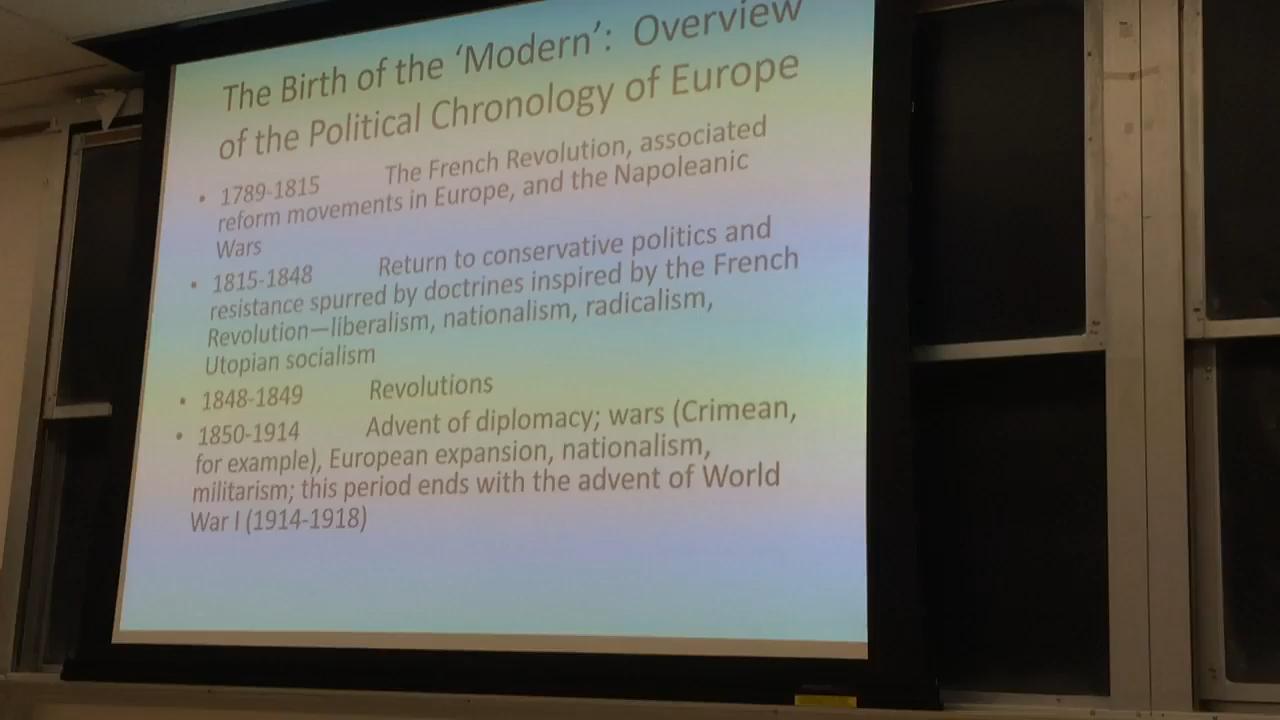 The Birth of the ‘Modern’: Overview
of the Political Chronology of Europe
• 1789-1815 The French Revolution, associated
reform movements in Europe, and the Napoleanic
Wars
• 1815-1848 Return to conservative politics and
resistance spurred by doctrines inspired by the French
Revolution—liberalism, nationalism, radicalism,
Utopian socialism
• 1848-1849 Revolutions
• 1850-1914 Advent of diplomacy; wars (Crimean,
for example), European expansion, nationalism,
militarism; this period ends with the advent of World
War I (1914-1918)